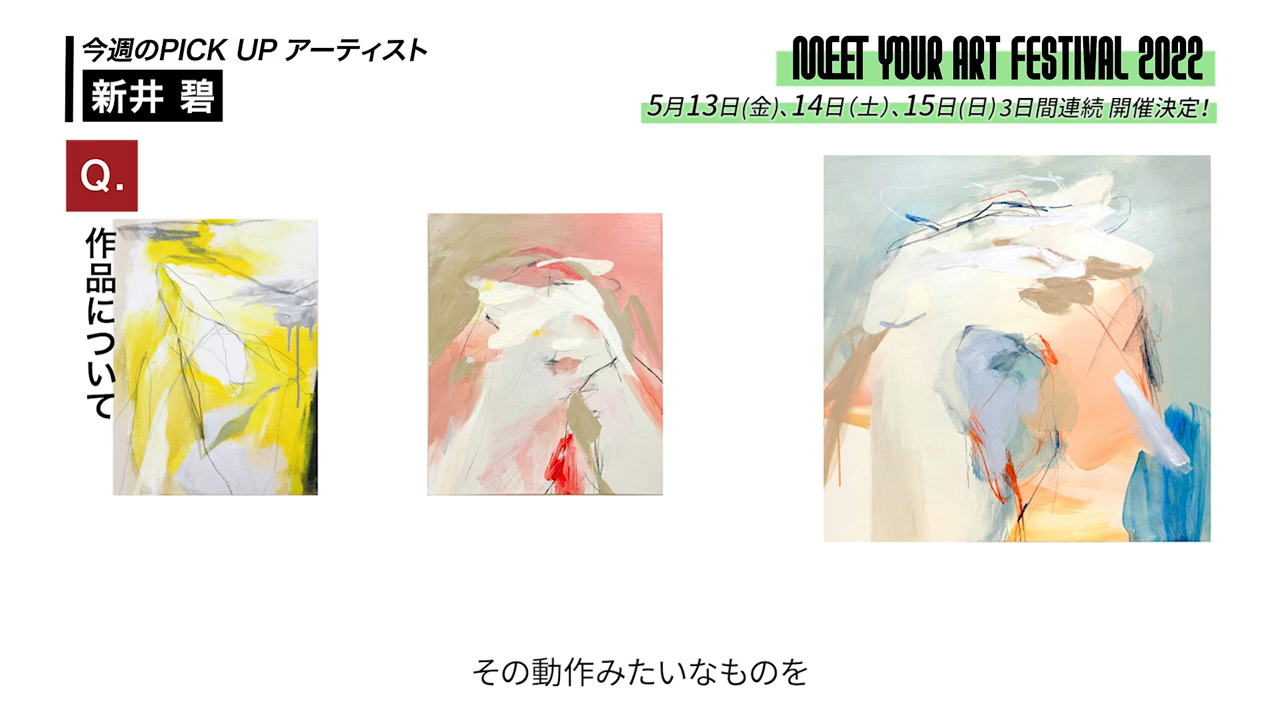 今週のPICK UP アーティスト
新井 碧
MEET YOUR ART FESTIVAL 2022
5月13日(金)、14日(土)、15日(日)3日間連続 開催決定!
Q.
作品について
その動作みたいなものを